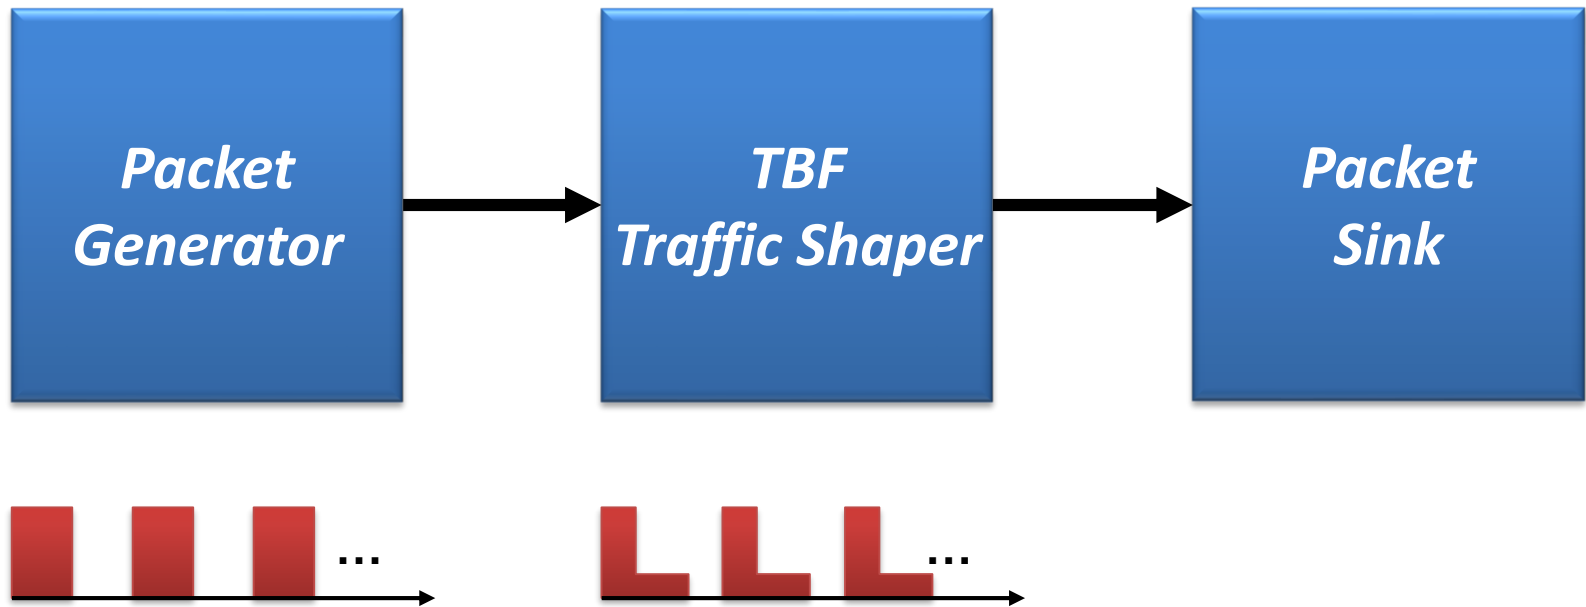 Packet
Generator
TBF
Traffic Shaper
Packet
Sink
...
...